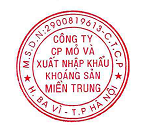 M.S.D.N:2900819613-C.T.C.P
CÔNG TY
CP MỎ VÀ
XUẤT NHẬP KHẨU
KHOÁNG SẢN
MIỀN TRUNG
H. BA VÌ - T.P HÀ NỘI